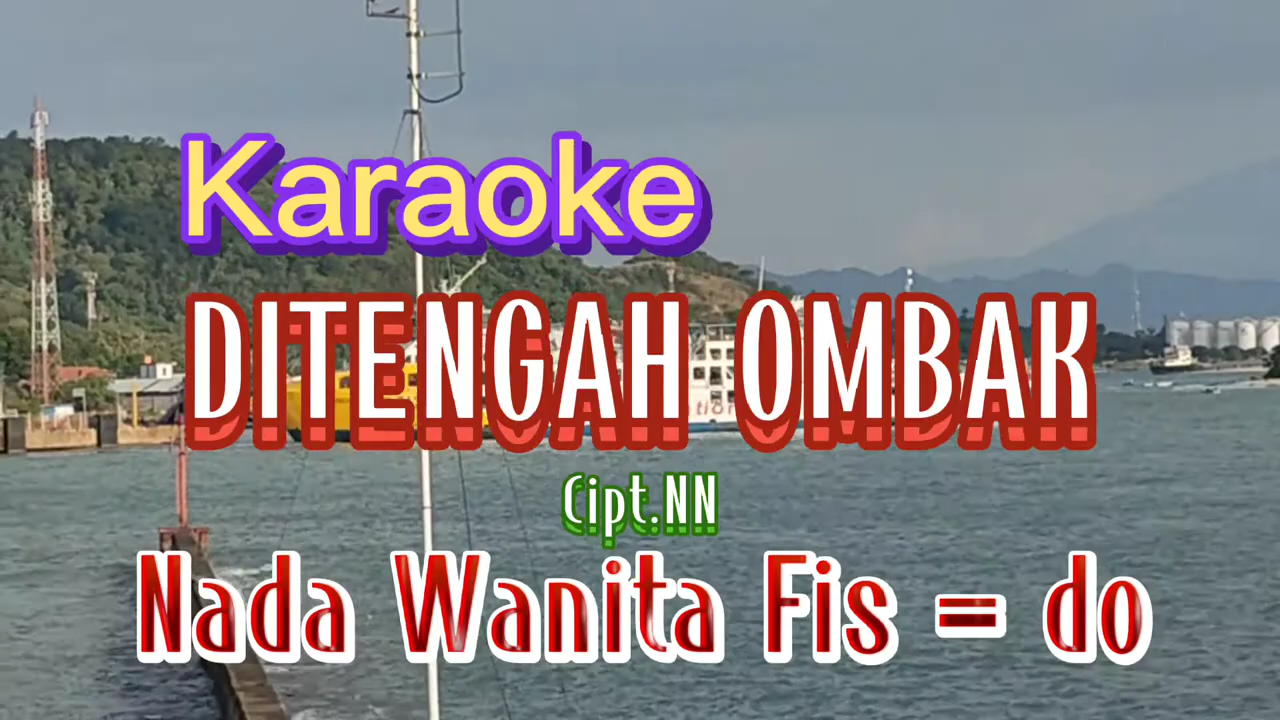 Karaoke
DITENGAH OMBAK
Cipt.NN
Nada Wanita Fis = do